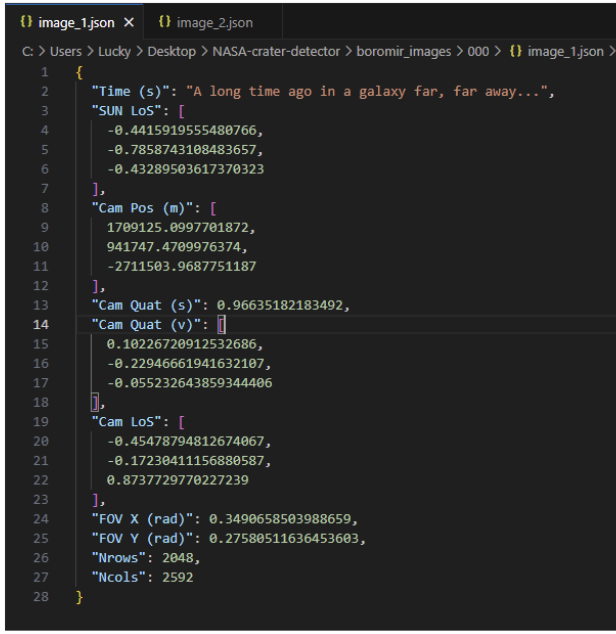 {} image_1.json × {} image_2.json
C: > Users > Lucky > Desktop > NASA-crater-detector > boromir_images > 000 > {} image_1.json >
1 {
2 "Time (s)": "A long time ago in a galaxy far, far away...",
3 "SUN LoS": [
4 -0.4415919555480766,
5 -0.7858743108483657,
6 -0.43289503617370323
7 ],
8 "Cam Pos (m)": [
9 1709125.0997701872,
10 941747.4709976374,
11 -2711503.9687751187
12 ],
13 "Cam Quat (s)": 0.96635182183492,
14 "Cam Quat (v)": [
15 0.10226720912532686,
16 -0.22946661941632107,
17 -0.055232643859344406
18 ],
19 "Cam LoS": [
20 -0.45478794812674067,
21 -0.17230411156880587,
22 0.8737729770227239
23 ],
24 "FOV X (rad)": 0.3490658503988659,
25 "FOV Y (rad)": 0.27580511636453603,
26 "Nrows": 2048,
27 "Ncols": 2592
28 }